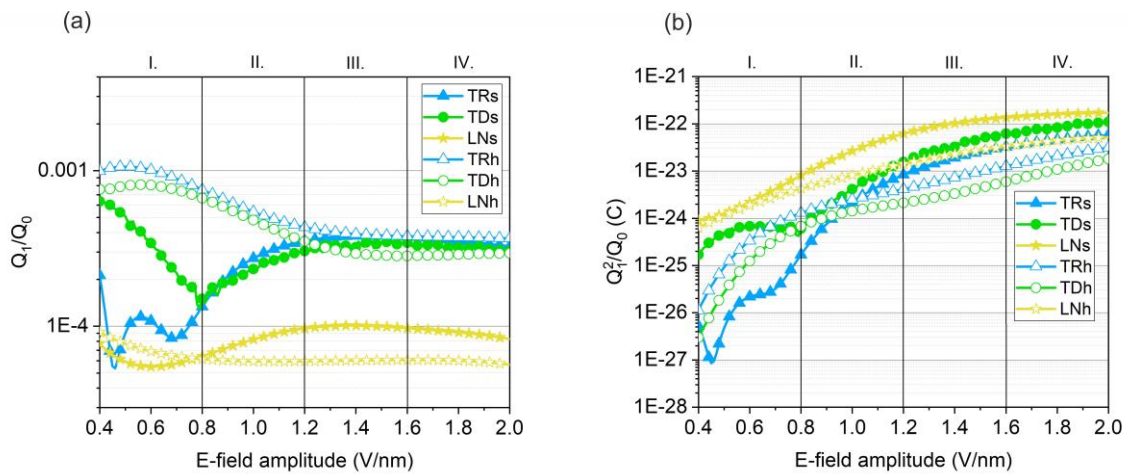 (a)
I. II. III. IV.
TRs
TDs
LNs
TRh
TDh
LNh
0.001
1E-4
Q₁/Q₀
0.4 0.6 0.8 1.0 1.2 1.4 1.6 1.8 2.0
E-field amplitude (V/nm)
(b)
I. II. III. IV.
1E-21
1E-22
1E-23
1E-24
1E-25
1E-26
1E-27
1E-28
Q₁²/Q₀ (C)
TRs
TDs
LNs
TRh
TDh
LNh
0.4 0.6 0.8 1.0 1.2 1.4 1.6 1.8 2.0
E-field amplitude (V/nm)